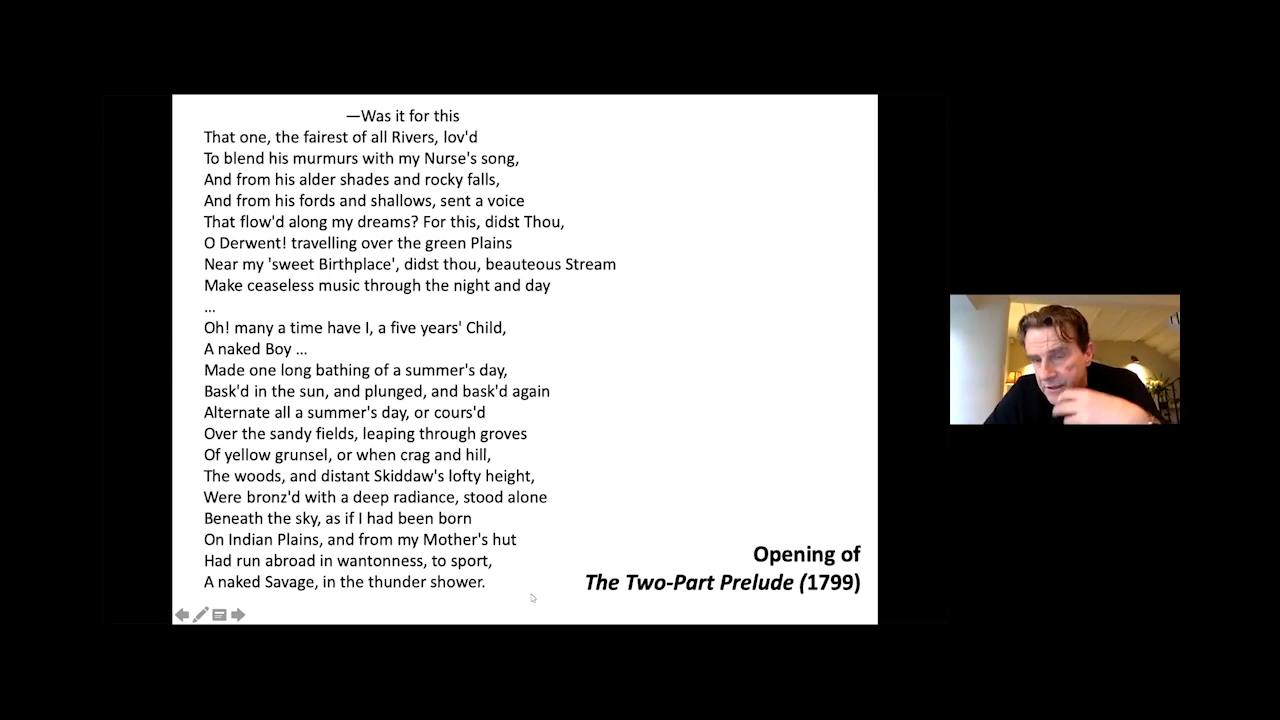 —Was it for this
That one, the fairest of all Rivers, lov'd
To blend his murmurs with my Nurse's song,
And from his alder shades and rocky falls,
And from his fords and shallows, sent a voice
That flow'd along my dreams? For this, didst Thou,
O Derwent! travelling over the green Plains
Near my 'sweet Birthplace', didst thou, beauteous Stream
Make ceaseless music through the night and day
...
Oh! many a time have I, a five years' Child,
A naked Boy ...
Made one long bathing of a summer's day,
Bask'd in the sun, and plunged, and bask'd again
Alternate all a summer's day, or cours'd
Over the sandy fields, leaping through groves
Of yellow grunsel, or when crag and hill,
The woods, and distant Skiddaw's lofty height,
Were bronz'd with a deep radiance, stood alone
Beneath the sky, as if I had been born
On Indian Plains, and from my Mother's hut
Had run abroad in wantonness, to sport,
A naked Savage, in the thunder shower.
Opening of
The Two-Part Prelude (1799)